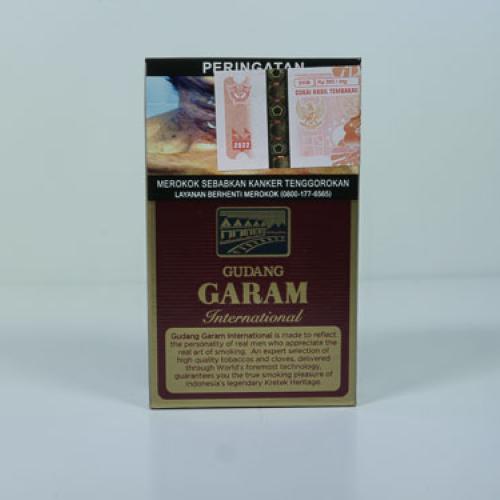 PERINGATAN
2022
CUKAI HASIL TEMBAKAU
MEROKOK SEBABKAN KANKER TENGGOROKAN
LAYANAN BERHENTI MEROKOK (0800-177-6565)
GUDANG
GARAM
International
Gudang Garam International is made to reflect
the personality of real men who appreciate the
real art of smoking. An expert selection of
high quality tobaccos and cloves, delivered
through World's foremost technology,
guarantees you the true smoking pleasure of
Indonesia's legendary Kretek Heritage.